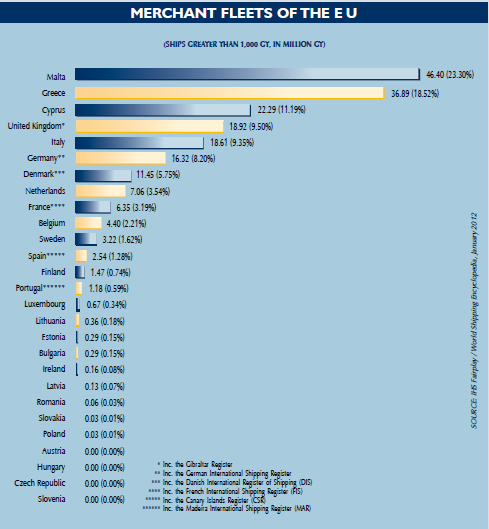 MERCHANT FLEETS OF THE E U
(SHIPS GREATER THAN 1,000 GT, IN MILLION GT)
Malta 46.40 (23.30%)
Greece 36.89 (18.52%)
Cyprus 22.29 (11.19%)
United Kingdom* 18.92 (9.50%)
Italy 18.61 (9.35%)
Germany** 16.32 (8.20%)
Denmark*** 11.45 (5.75%)
Netherlands 7.06 (3.54%)
France**** 6.35 (3.19%)
Belgium 4.40 (2.21%)
Sweden 3.22 (1.62%)
Spain***** 2.54 (1.28%)
Finland 1.47 (0.74%)
Portugal****** 1.18 (0.59%)
Luxembourg 0.67 (0.34%)
Lithuania 0.36 (0.18%)
Estonia 0.29 (0.15%)
Bulgaria 0.29 (0.15%)
Ireland 0.16 (0.08%)
Latvia 0.13 (0.07%)
Romania 0.06 (0.03%)
Slovakia 0.03 (0.01%)
Poland 0.03 (0.01%)
Austria 0.00 (0.00%)
Hungary 0.00 (0.00%)
Czech Republic 0.00 (0.00%)
Slovenia 0.00 (0.00%)
* Inc. the Gibraltar Register
** Inc. the German International Shipping Register
*** Inc. the Danish International Register of Shipping (DIS)
**** Inc. the French International Shipping Register (FIS)
***** Inc. the Canary Islands Register (CSR)
****** Inc. the Madeira International Shipping Register (MAR)
SOURCE: IHS Fairplay / World Shipping Encyclopedia, January 2012